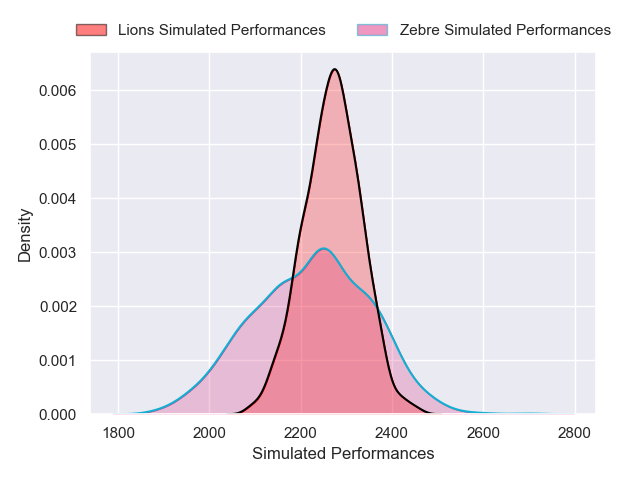 Lions Simulated Performances Zebre Simulated Performances
0.006
0.005
0.004
0.003
0.002
0.001
0.000
Density
1800 2000 2200 2400 2600 2800
Simulated Performances